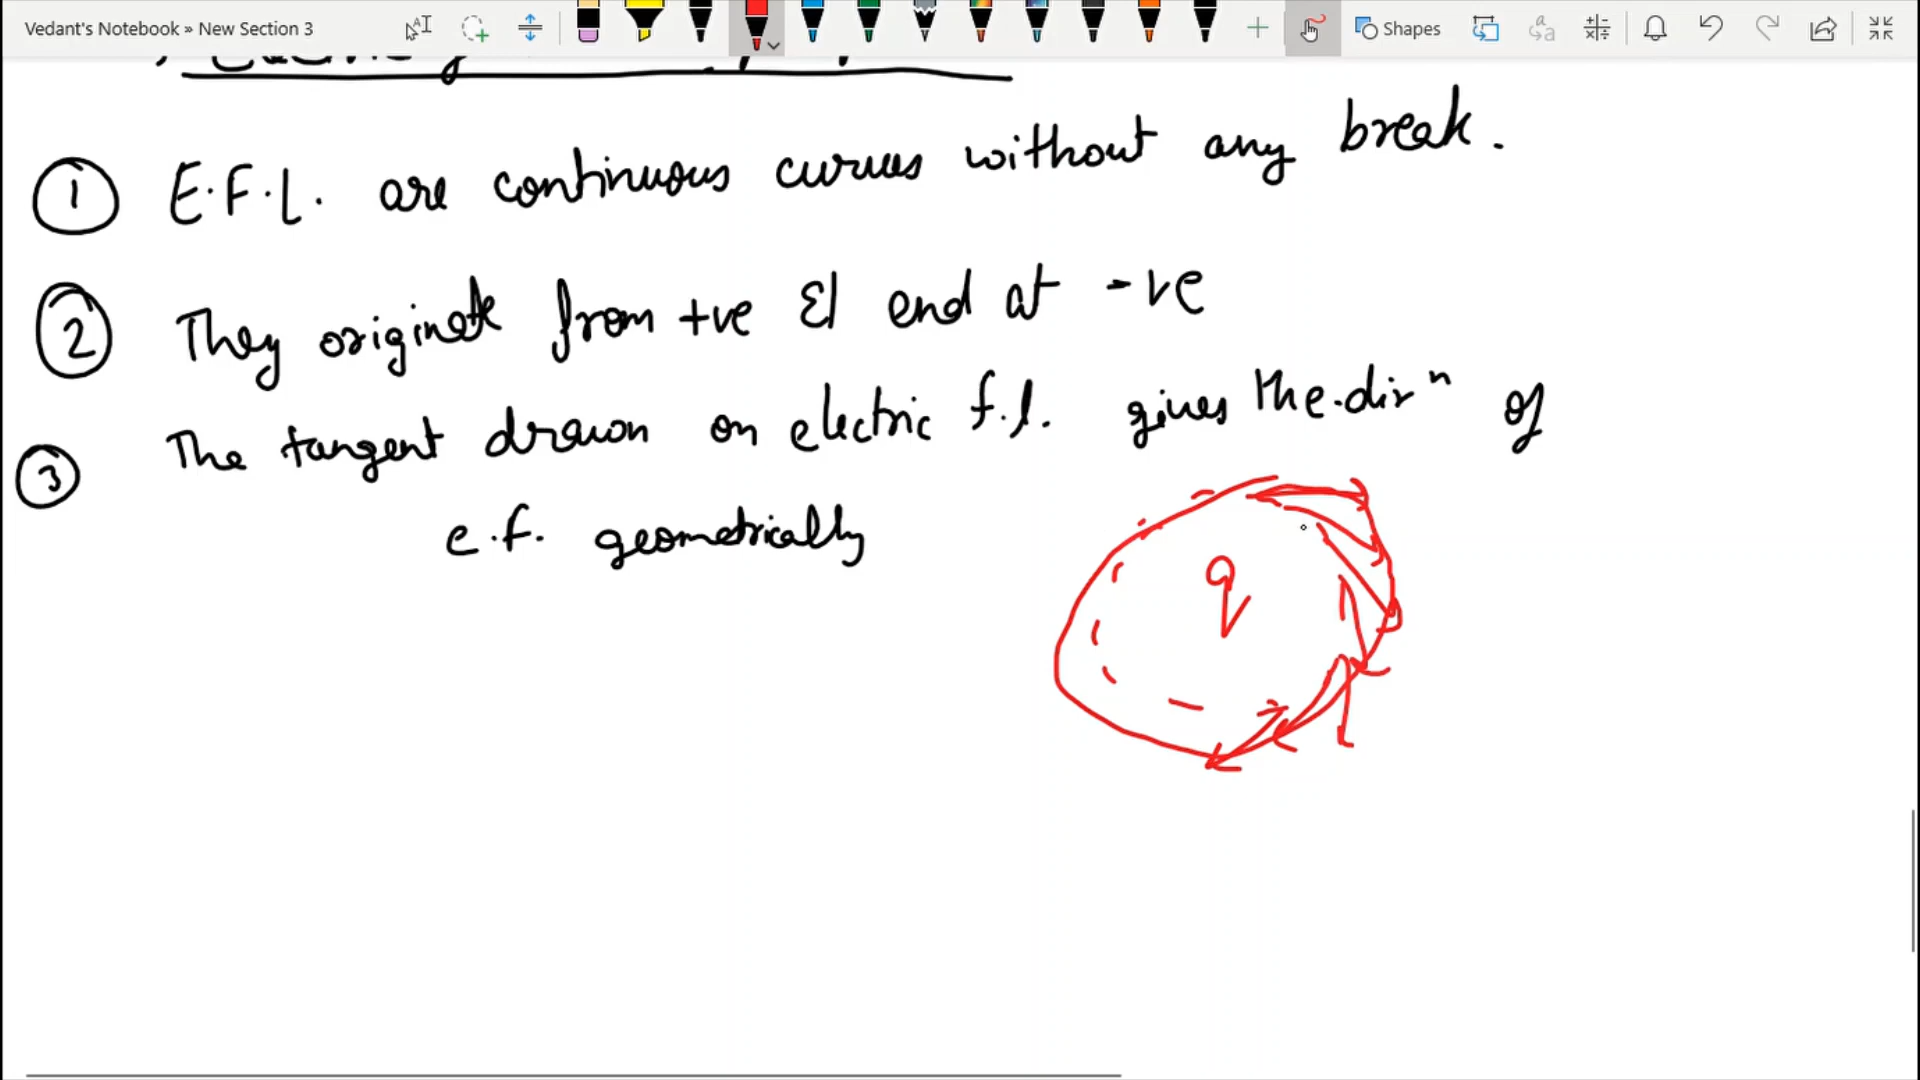 Vedant's Notebook » New Section 3
Shapes
① E.F.L. are continuous curves without any break.
② They originate from +ve & end at -ve
③ The tangent drawn on electric f.l. gives the dirⁿ of
e.f. geometrically
q